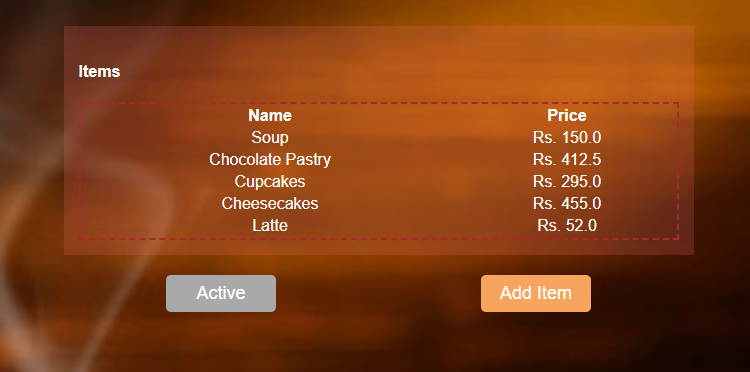 Items
Name Price
Soup Rs. 150.0
Chocolate Pastry Rs. 412.5
Cupcakes Rs. 295.0
Cheesecakes Rs. 455.0
Latte Rs. 52.0
Active Add Item